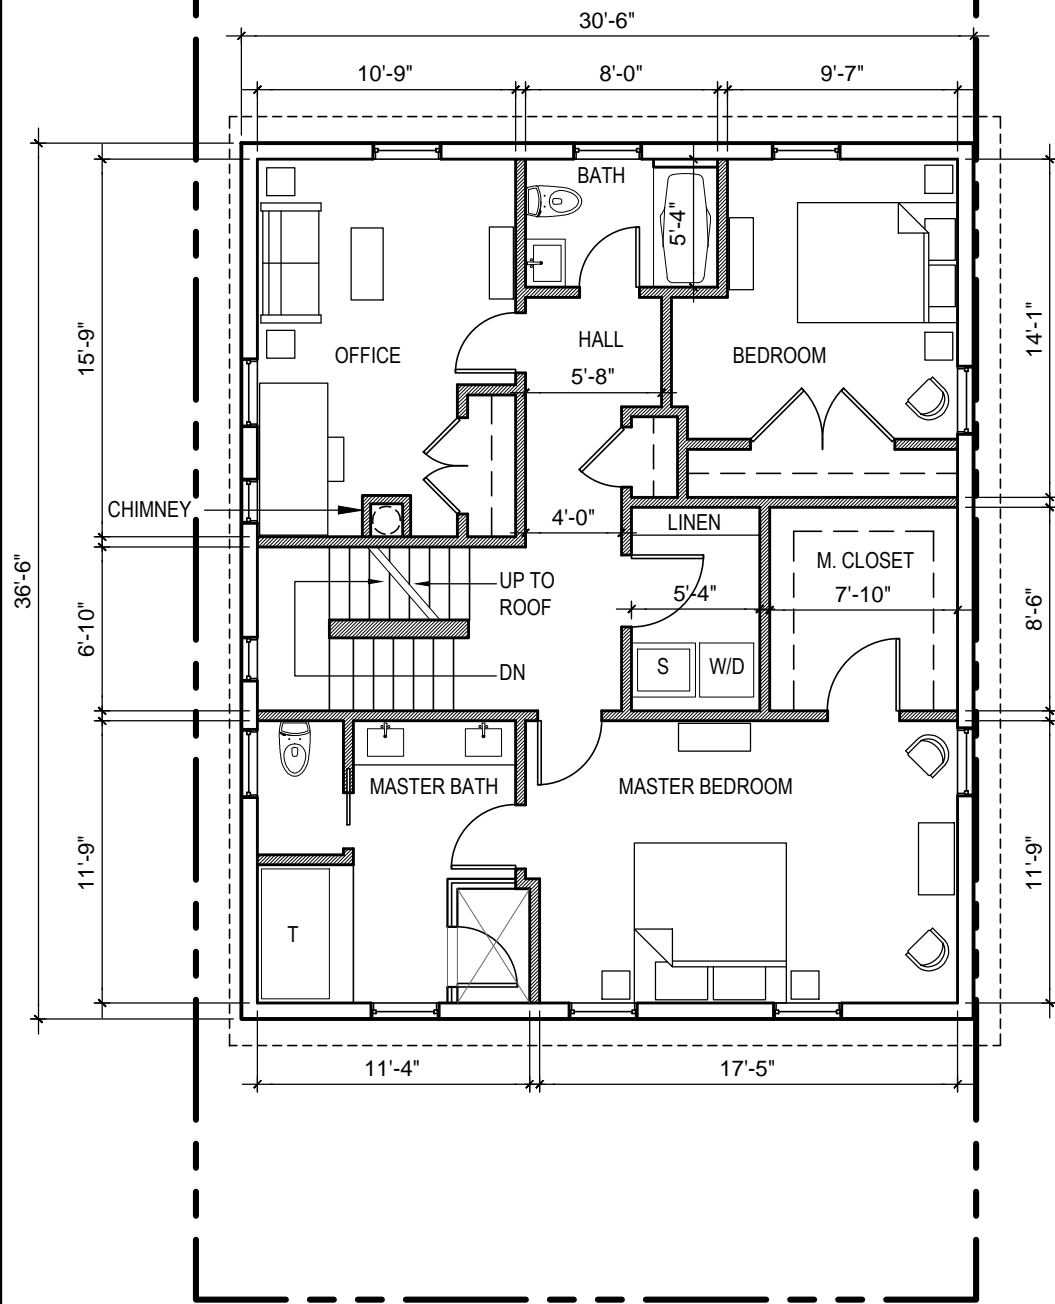 30'-6"
10'-9"
8'-0"
9'-7"
BATH
5'-4"
15'-9"
14'-1"
OFFICE
HALL
BEDROOM
5'-8"
CHIMNEY
4'-0"
LINEN
36'-6"
M. CLOSET
UP TO
ROOF
5'-4"
7'-10"
8'-6"
6'-10"
S
W/D
DN
MASTER BATH
MASTER BEDROOM
11'-9"
11'-9"
T
11'-4"
17'-5"